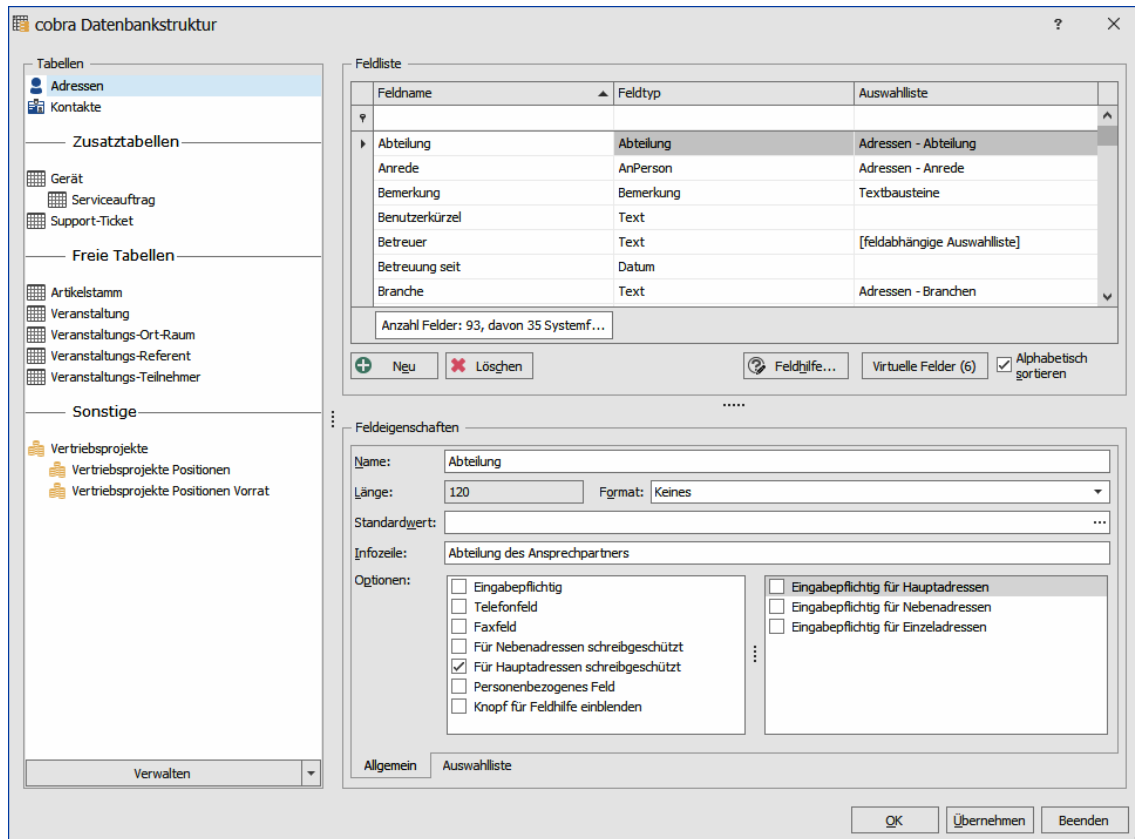 cobra Datenbankstruktur
?
Tabellen
Adressen
Kontakte
Zusatztabellen
Gerät
Serviceauftrag
Support-Ticket
Freie Tabellen
Artikelstamm
Veranstaltung
Veranstaltungs-Ort-Raum
Veranstaltungs-Referent
Veranstaltungs-Teilnehmer
Sonstige
Vertriebsprojekte
Vertriebsprojekte Positionen
Vertriebsprojekte Positionen Vorrat
Verwalten
Feldliste
Feldname Feldtyp Auswahlliste
Abteilung Abteilung Adressen - Abteilung
Anrede AnPerson Adressen - Anrede
Bemerkung Bemerkung Textbausteine
Benutzerkürzel Text
Betreuer Text [feldabhängige Auswahlliste]
Betreuung seit Datum
Branche Text Adressen - Branchen
Anzahl Felder: 93, davon 35 Systemf...
Neu Löschen Feldhilfe... Virtuelle Felder (6) Alphabetisch
sortieren
Feldeigenschaften
Name: Abteilung
Länge: 120 Format: Keines
Standardwert: ...
Infozeile: Abteilung des Ansprechpartners
Optionen:
Eingabepflichtig
Telefonfeld
Faxfeld
Für Nebenadressen schreibgeschützt
Für Hauptadressen schreibgeschützt
Personenbezogenes Feld
Knopf für Feldhilfe einblenden
Eingabepflichtig für Hauptadressen
Eingabepflichtig für Nebenadressen
Eingabepflichtig für Einzeladressen
Allgemein Auswahlliste
OK Übernehmen Beenden